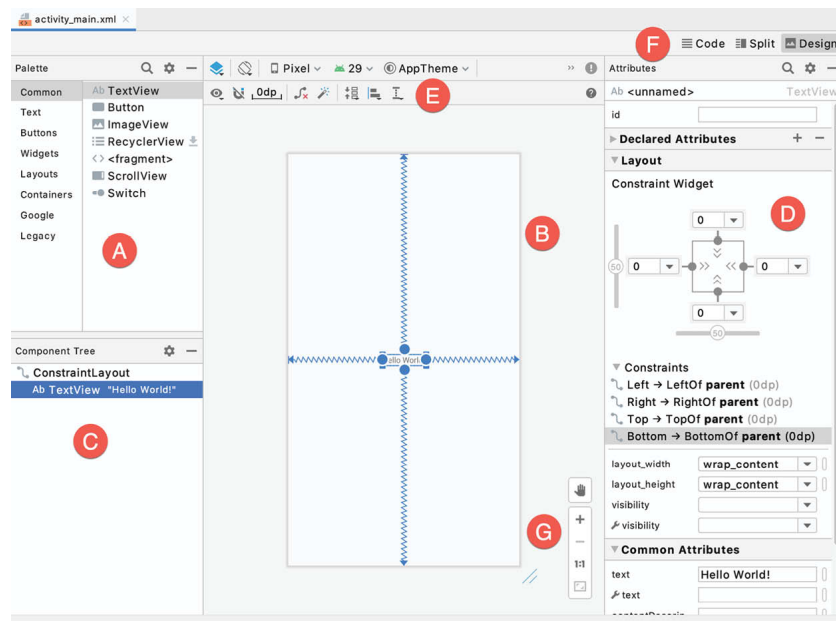 activity_main.xml
F Code Split Design
Palette
Pixel 29 AppTheme
Attributes
Common
Text
Buttons
Widgets
Layouts
Containers
Google
Legacy
Ab TextView
Button
ImageView
RecyclerView
<fragment>
ScrollView
Switch
A
0dp
E
B
Component Tree
ConstraintLayout
Ab TextView "Hello World!"
C
G
1:1
Ab <unnamed> TextView
id
Declared Attributes
Layout
Constraint Widget
D
0
50 0 0
0
50
Constraints
Left → LeftOf parent (0dp)
Right → RightOf parent (0dp)
Top → TopOf parent (0dp)
Bottom → BottomOf parent (0dp)
layout_width wrap_content
layout_height wrap_content
visibility
visibility
Common Attributes
text Hello World!
text